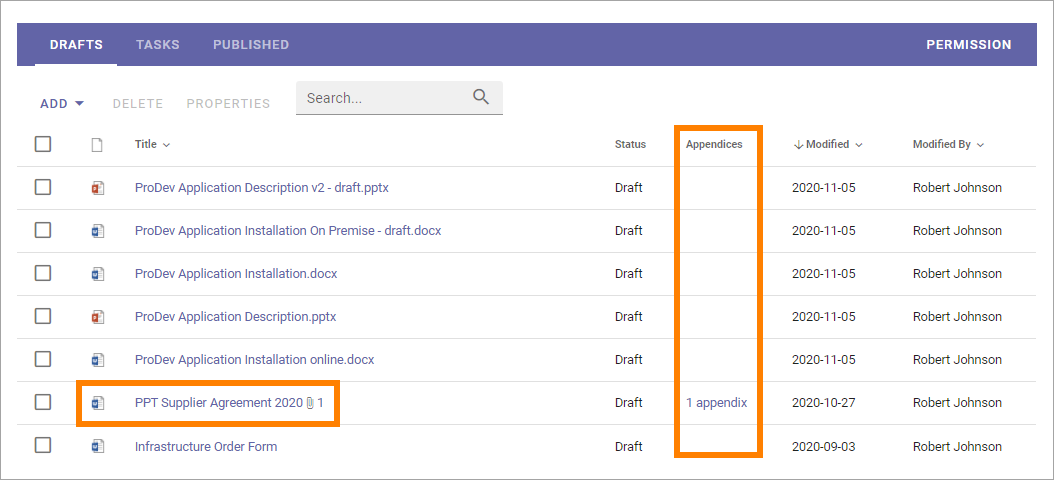 DRAFTS TASKS PUBLISHED PERMISSION
ADD DELETE PROPERTIES Search...
Title Status Appendices Modified Modified By
ProDev Application Description v2 - draft.pptx Draft 2020-11-05 Robert Johnson
ProDev Application Installation On Premise - draft.docx Draft 2020-11-05 Robert Johnson
ProDev Application Installation.docx Draft 2020-11-05 Robert Johnson
ProDev Application Description.pptx Draft 2020-11-05 Robert Johnson
ProDev Application Installation online.docx Draft 2020-11-05 Robert Johnson
PPT Supplier Agreement 2020 1 Draft 1 appendix 2020-10-27 Robert Johnson
Infrastructure Order Form Draft 2020-09-03 Robert Johnson